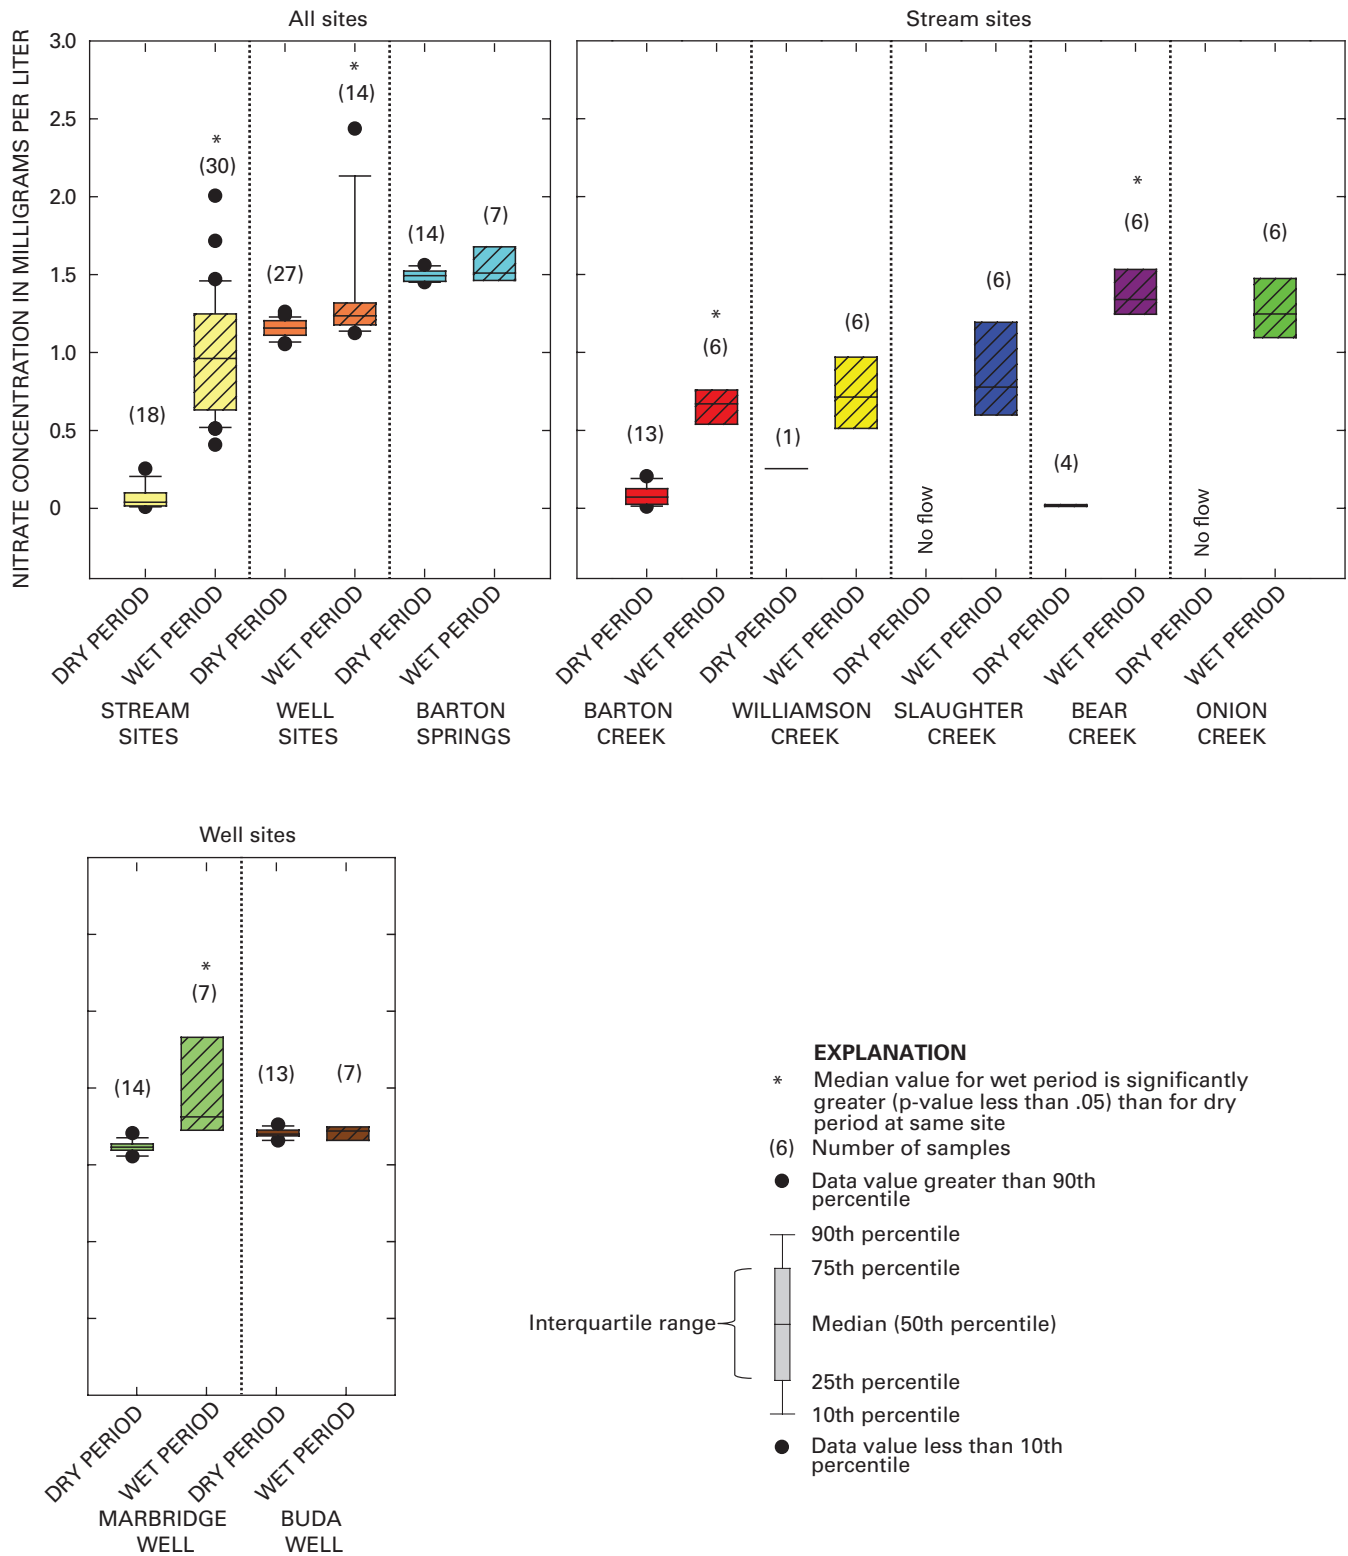 All sites
Stream sites
NITRATE CONCENTRATION IN MILLIGRAMS PER LITER
3.0
2.5
2.0
1.5
1.0
0.5
0
(18)
*
(30)
(27)
*
(14)
(14)
(7)
(13)
*
(6)
(1)
(6)
No flow
(6)
(4)
*
(6)
No flow
(6)
DRY PERIOD
WET PERIOD
DRY PERIOD
WET PERIOD
DRY PERIOD
WET PERIOD
DRY PERIOD
WET PERIOD
DRY PERIOD
WET PERIOD
DRY PERIOD
WET PERIOD
DRY PERIOD
WET PERIOD
DRY PERIOD
WET PERIOD
STREAM
SITES
WELL
SITES
BARTON
SPRINGS
BARTON
CREEK
WILLIAMSON
CREEK
SLAUGHTER
CREEK
BEAR
CREEK
ONION
CREEK
Well sites
(14)
*
(7)
(13)
(7)
DRY PERIOD
WET PERIOD
DRY PERIOD
WET PERIOD
MARBRIDGE
WELL
BUDA
WELL
EXPLANATION
* Median value for wet period is significantly
greater (p-value less than .05) than for dry
period at same site
(6) Number of samples
Data value greater than 90th
percentile
90th percentile
75th percentile
Interquartile range
Median (50th percentile)
25th percentile
10th percentile
Data value less than 10th
percentile